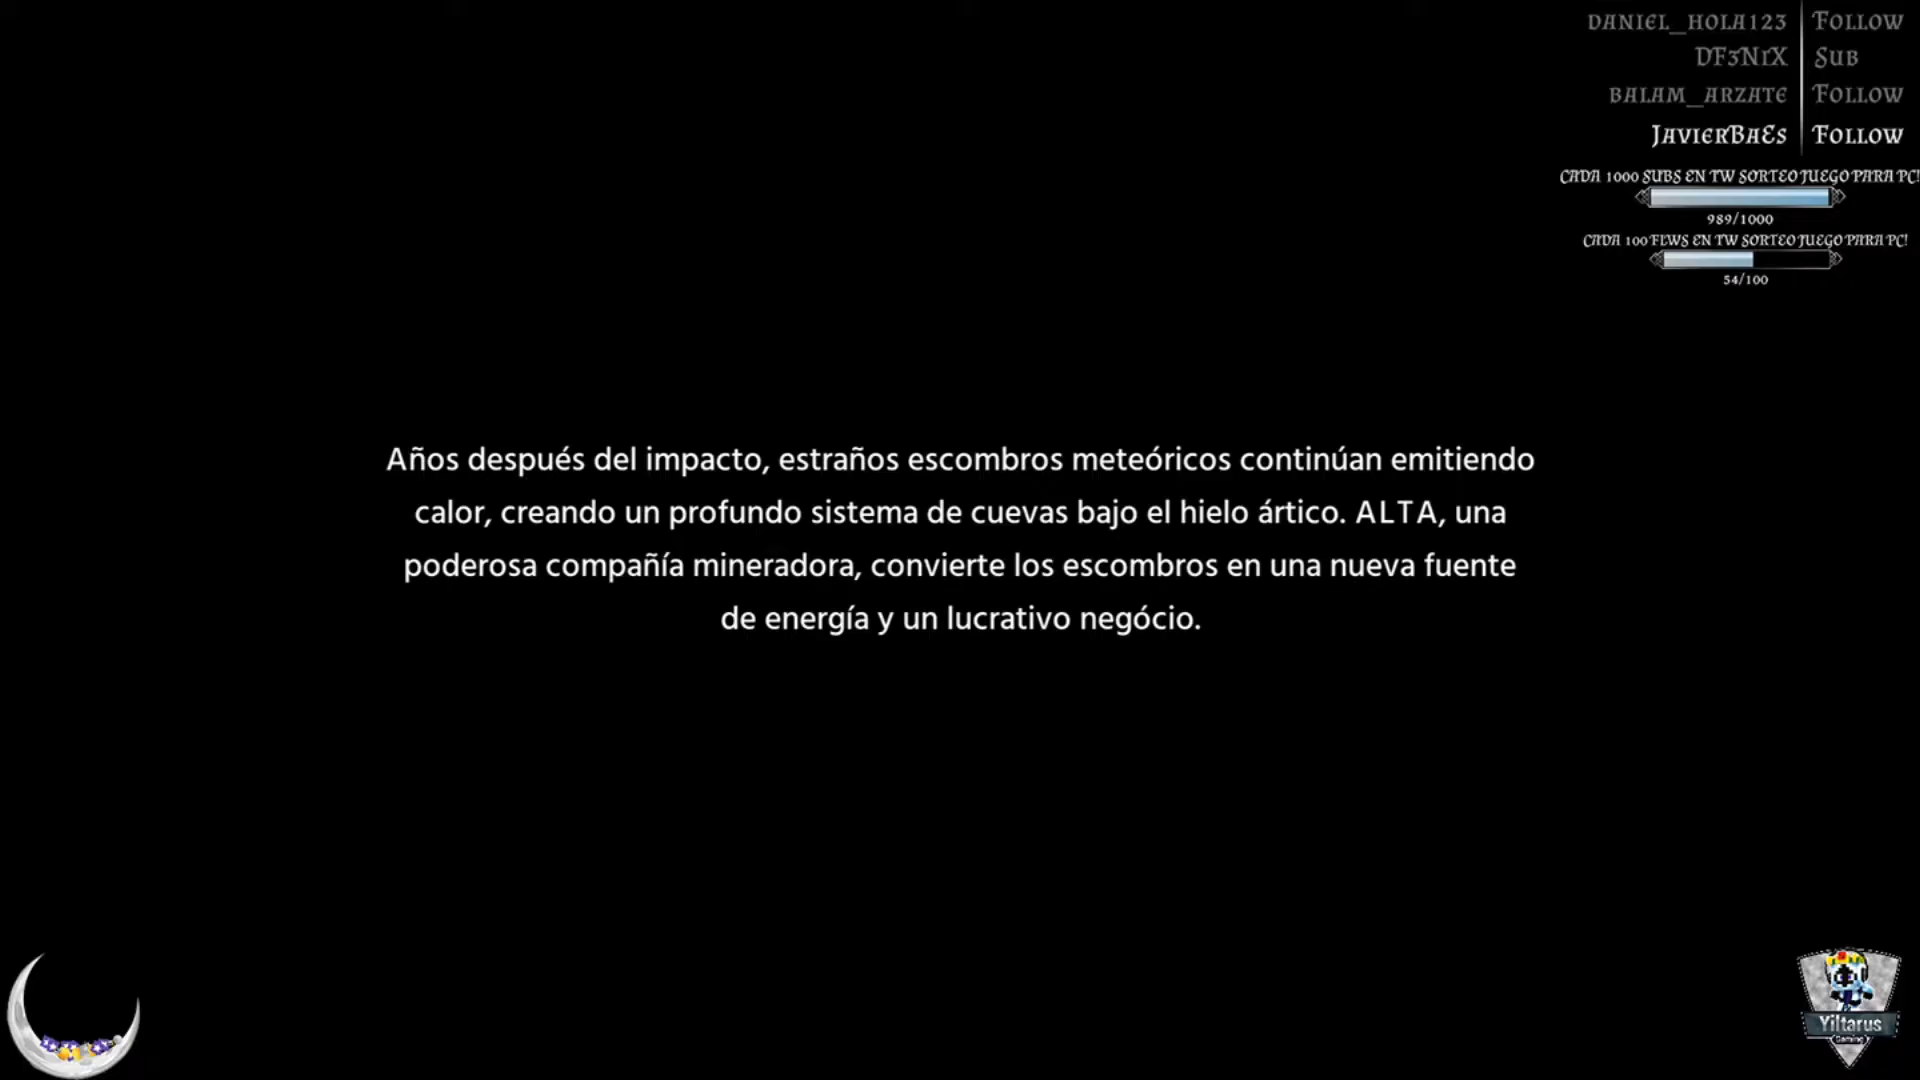 DANIEL_HOLA123 Follow
DF3N1X Sub
BALAM_ARZATE Follow
JavierBaEs Follow
CADA 1000 SUBS EN TW SORTEO JUEGO PARA PC!
989/1000
CADA 100 FLWS EN TW SORTEO JUEGO PARA PC!
54/100
Años después del impacto, estraños escombros meteóricos continúan emitiendo
calor, creando un profundo sistema de cuevas bajo el hielo ártico. ALTA, una
poderosa compañía mineradora, convierte los escombros en una nueva fuente
de energía y un lucrativo negócio.
Yiltarus
Gaming